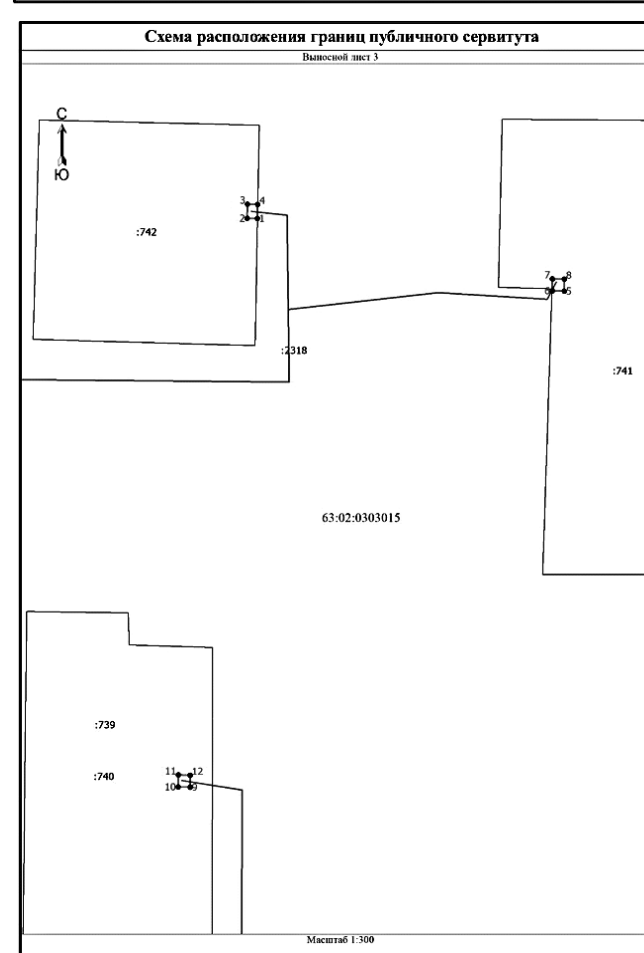 Схема расположения границ публичного сервитута
Выносной лист 3
С
Ю
3 4
2 1
:742
7 8
6 5
:2318
:741
63:02:0303015
:739
:740
11 12
10 9
Масштаб 1:300